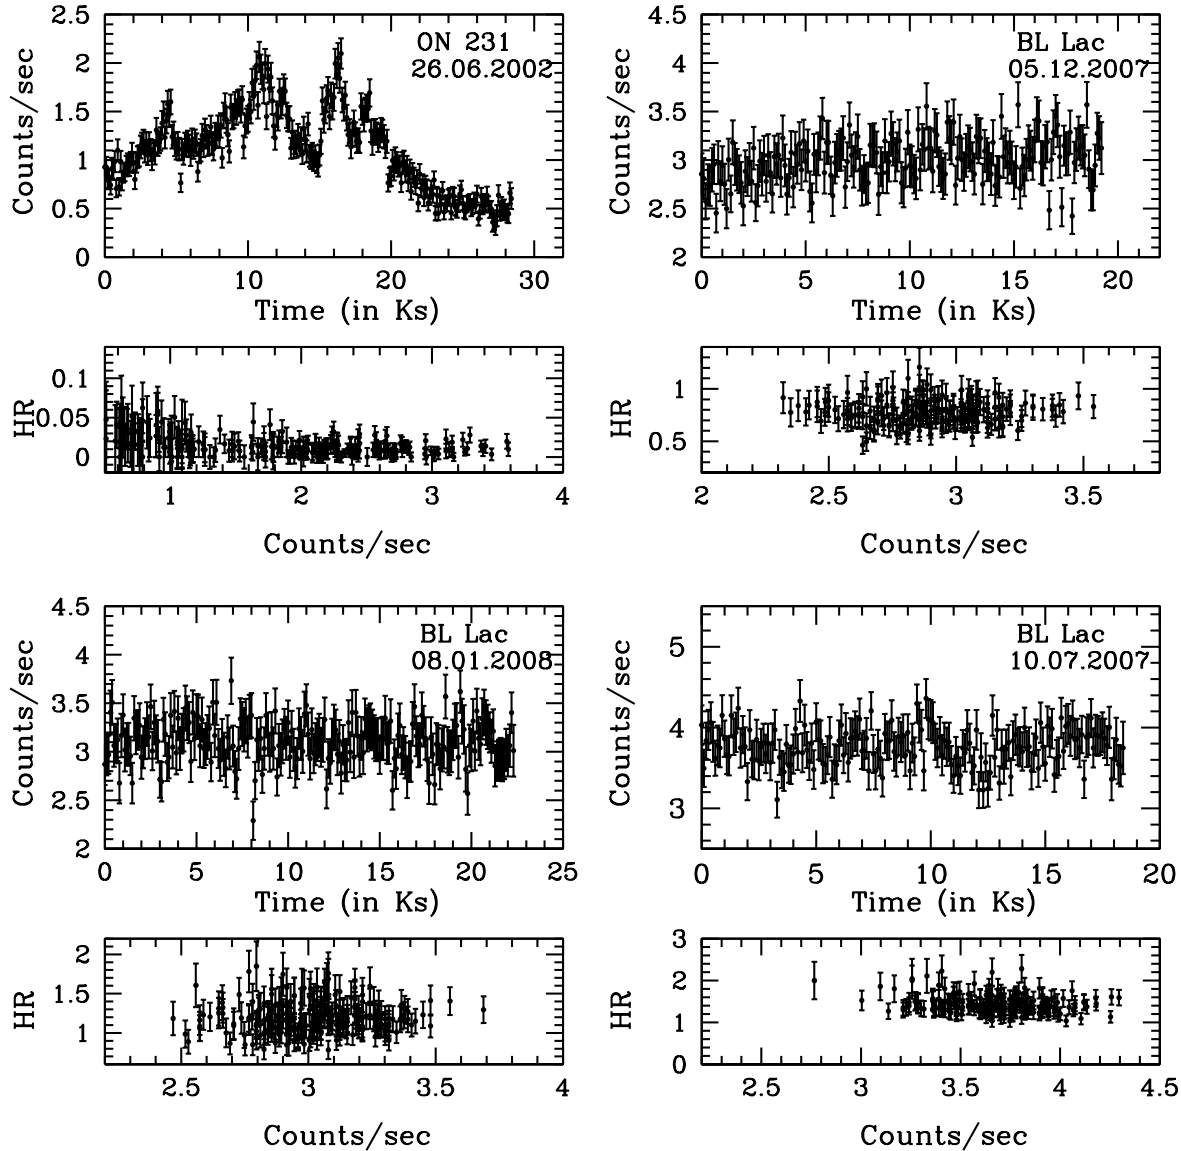 2.5
2
1.5
1
0.5
0
Counts/sec
ON 231
26.06.2002
0 10 20 30
Time (in Ks)
4.5
4
3.5
3
2.5
2
Counts/sec
BL Lac
05.12.2007
0 5 10 15 20
Time (in Ks)
0.1
0.05
0
HR
1 2 3 4
Counts/sec
1
0.5
HR
2 2.5 3 3.5
Counts/sec
4.5
4
3.5
3
2.5
2
Counts/sec
BL Lac
08.01.2008
0 5 10 15 20 25
Time (in Ks)
5
4
3
Counts/sec
BL Lac
10.07.2007
0 5 10 15 20
Time (in Ks)
2
1.5
1
HR
2.5 3 3.5 4
Counts/sec
3
2
1
0
HR
2.5 3 3.5 4 4.5
Counts/sec